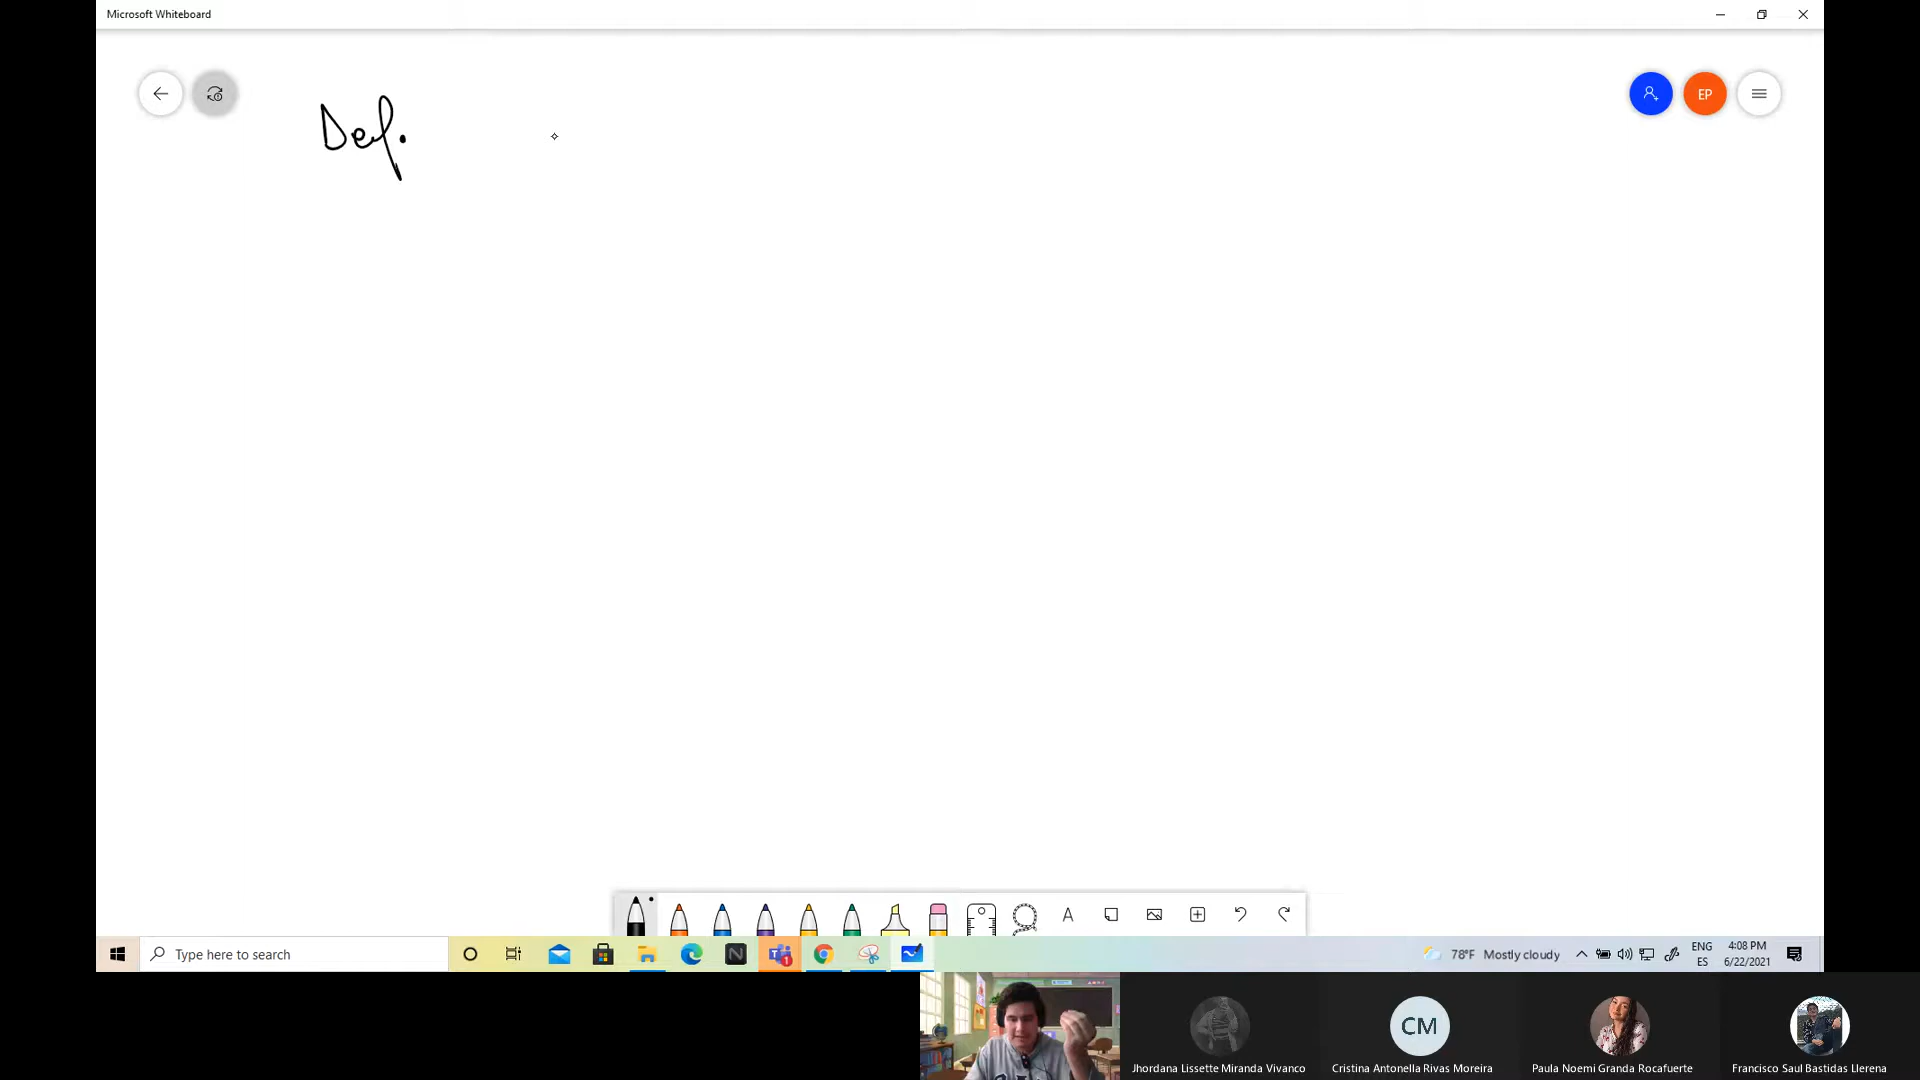 Microsoft Whiteboard
EP
Def.
A
Type here to search
N
1
78°F Mostly cloudy
ENG
ES
4:08 PM
6/22/2021
CM
Jhordana Lissette Miranda Vivanco
Cristina Antonella Rivas Moreira
Paula Noemi Granda Rocafuerte
Francisco Saul Bastidas Llerena